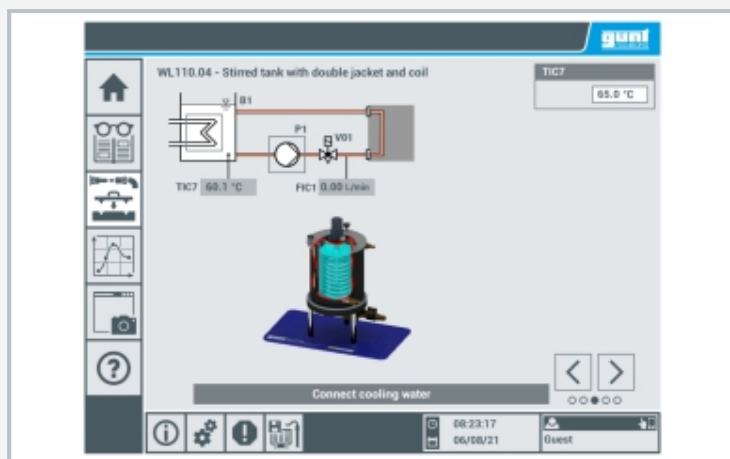 gunt
WL110.04 - Stirred tank with double jacket and coil
TIC7
65.0 °C
B1
P1
V01
TIC7 60.1 °C
FIC1 0.00 L/min
Connect cooling water
08:23:17
06/08/21
Guest